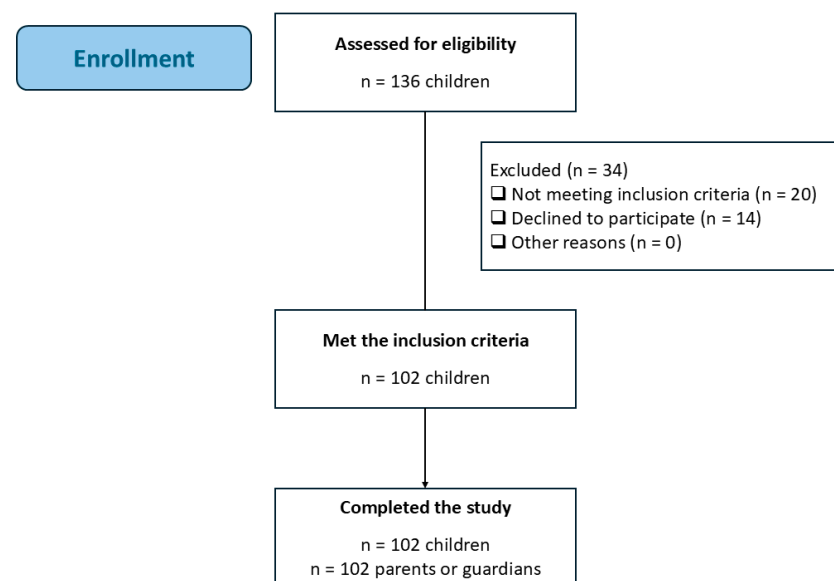 Enrollment
Assessed for eligibility
n = 136 children
Excluded (n = 34)
❑ Not meeting inclusion criteria (n = 20)
❑ Declined to participate (n = 14)
❑ Other reasons (n = 0)
Met the inclusion criteria
n = 102 children
Completed the study
n = 102 children
n = 102 parents or guardians